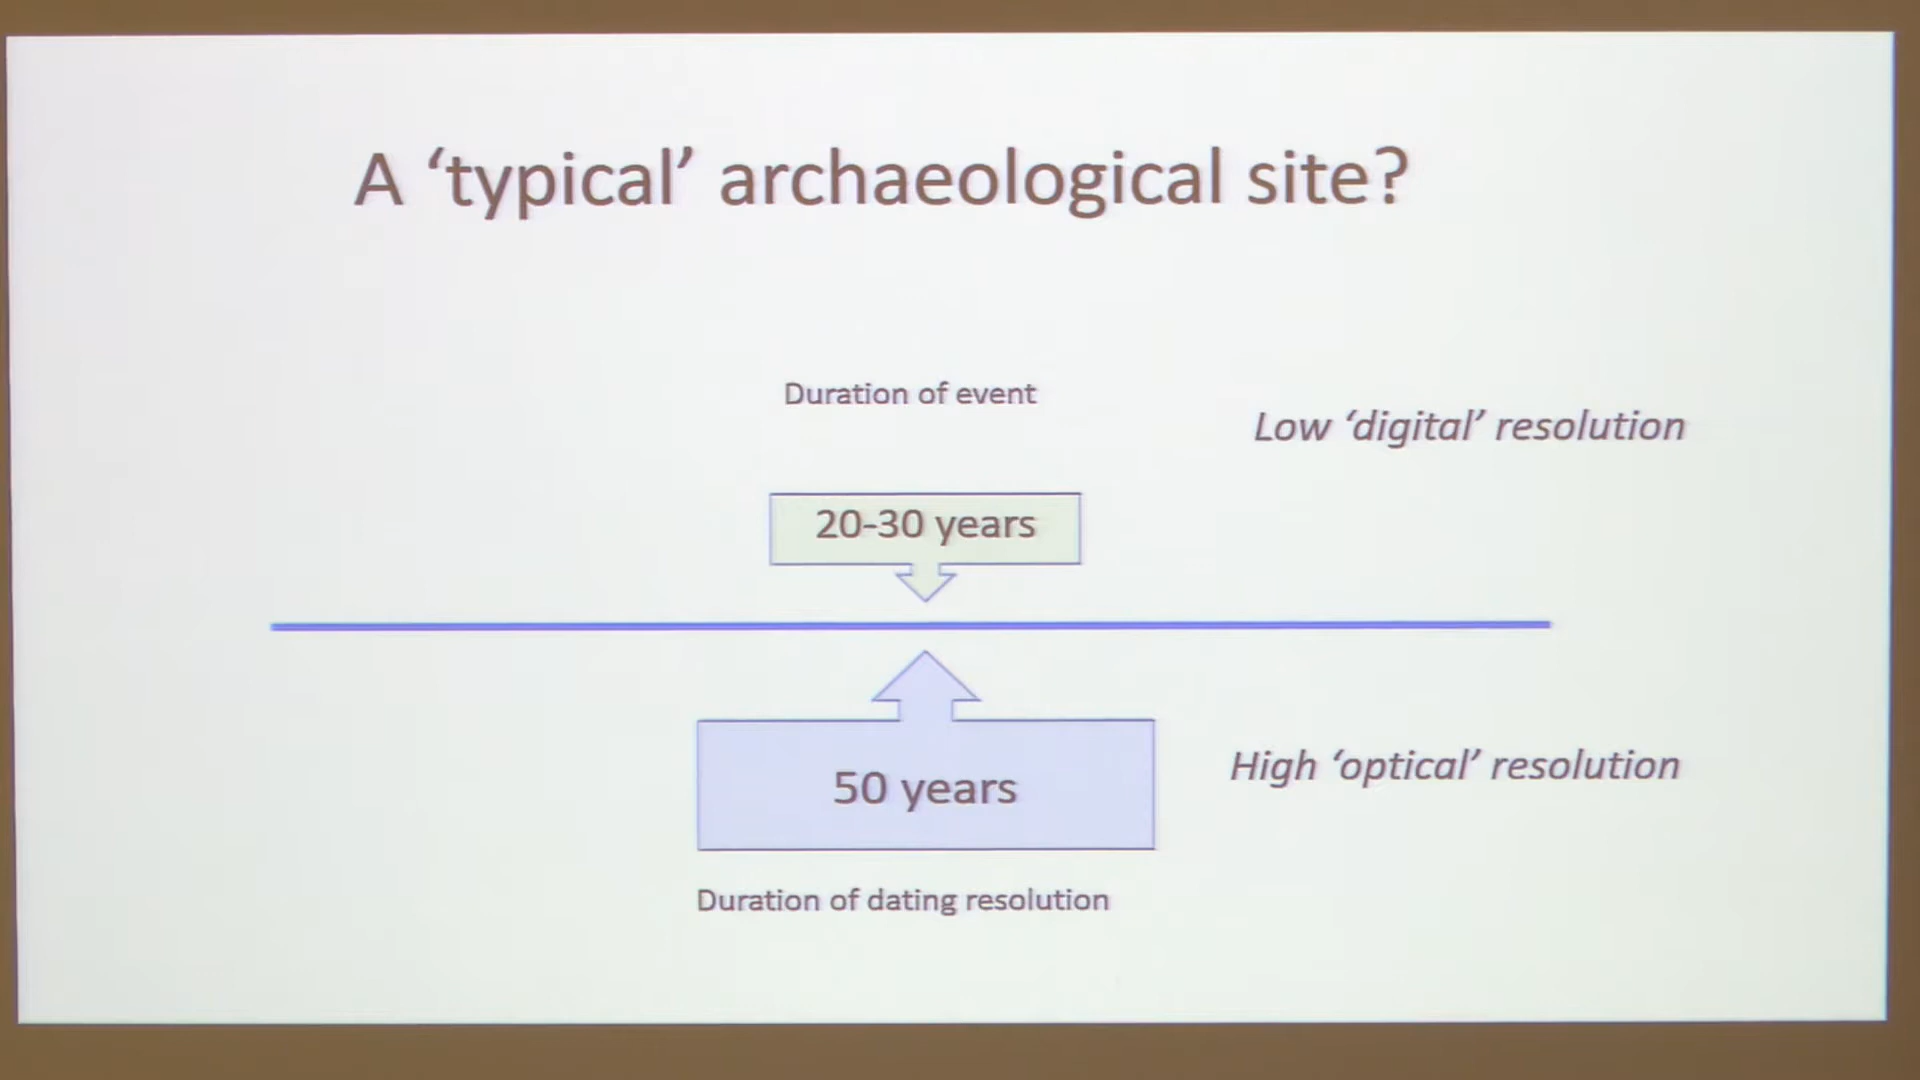 A ‘typical’ archaeological site?
Duration of event
Low ‘digital’ resolution
20-30 years
50 years
High ‘optical’ resolution
Duration of dating resolution